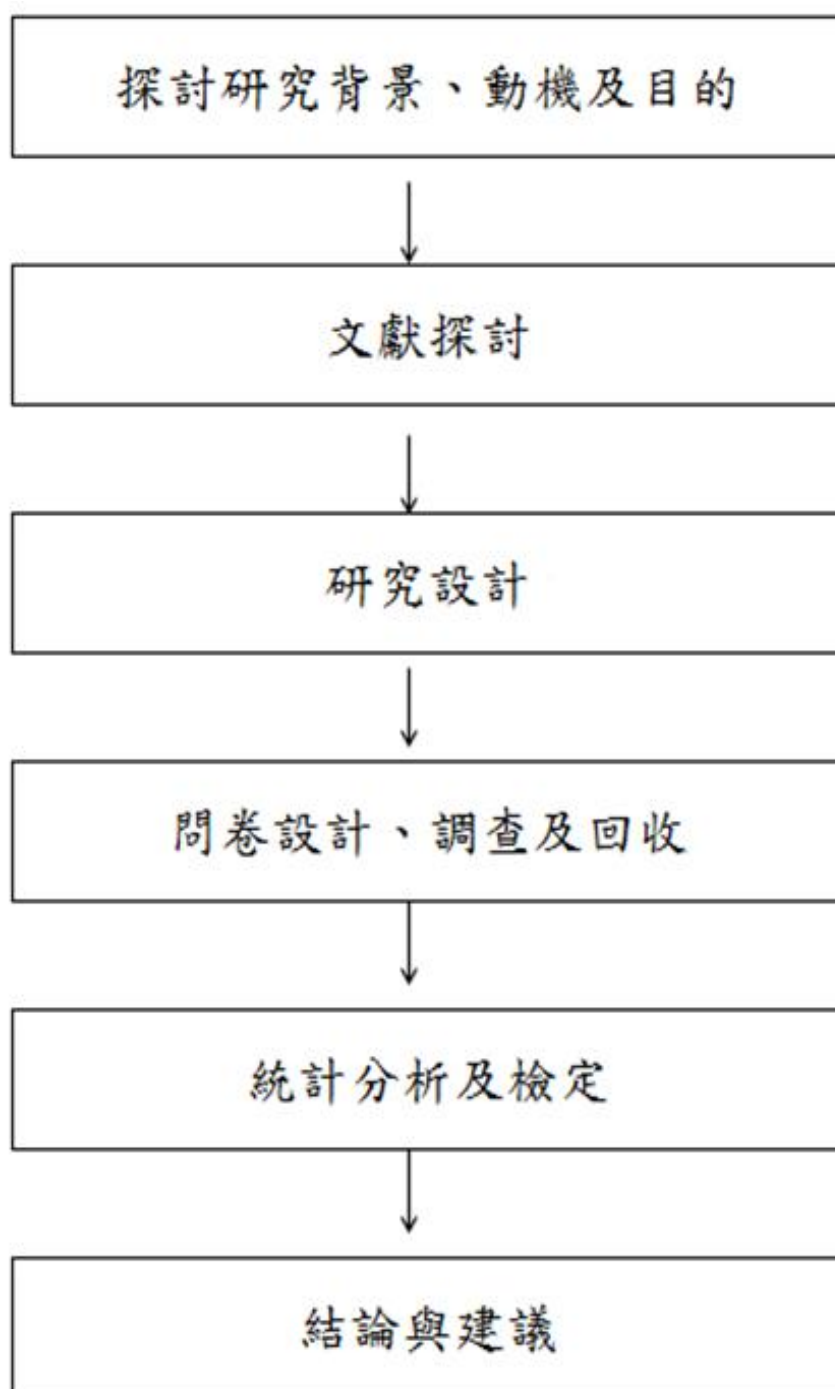 探討研究背景、動機及目的
文獻探討
研究設計
問卷設計、調查及回收
統計分析及檢定
結論與建議